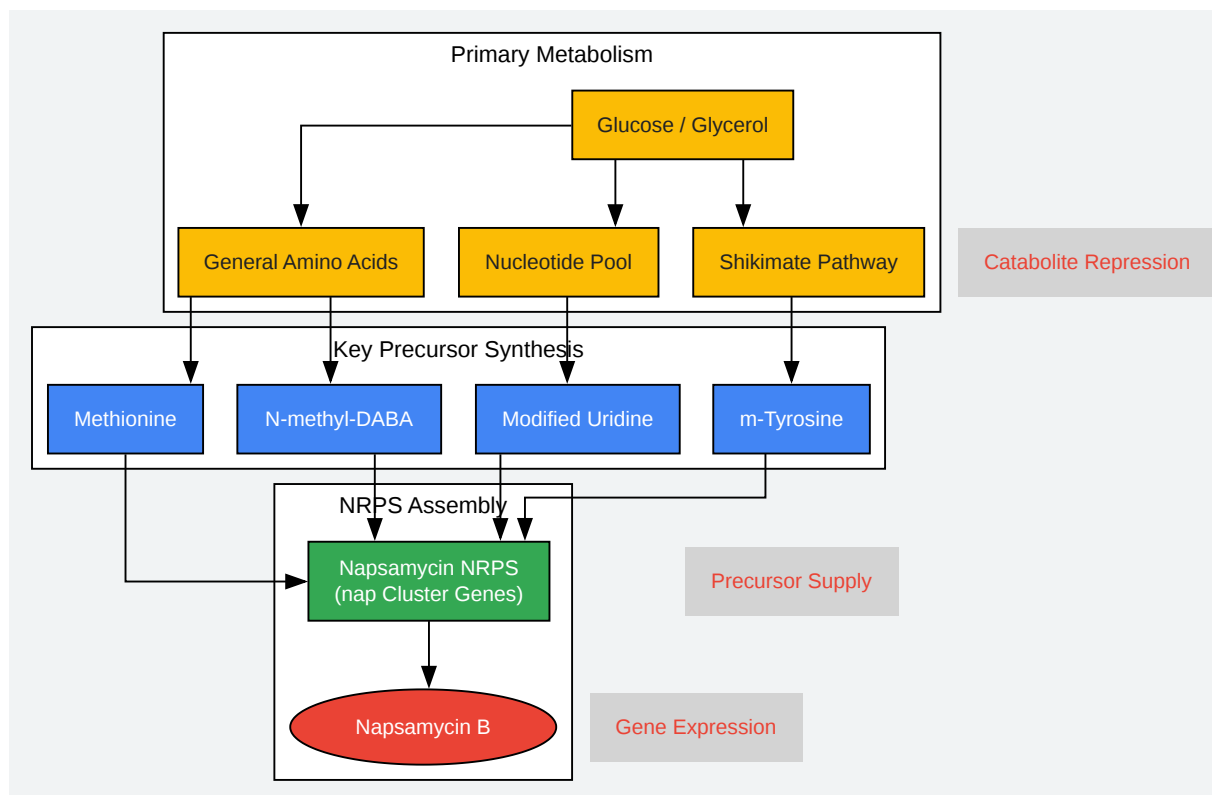 Primary Metabolism
Glucose / Glycerol
General Amino Acids
Nucleotide Pool
Shikimate Pathway
Catabolite Repression
Key Precursor Synthesis
Methionine
N-methyl-DABA
Modified Uridine
m-Tyrosine
NRPS Assembly
Napsamycin NRPS
(nap Cluster Genes)
Precursor Supply
Napsamycin B
Gene Expression